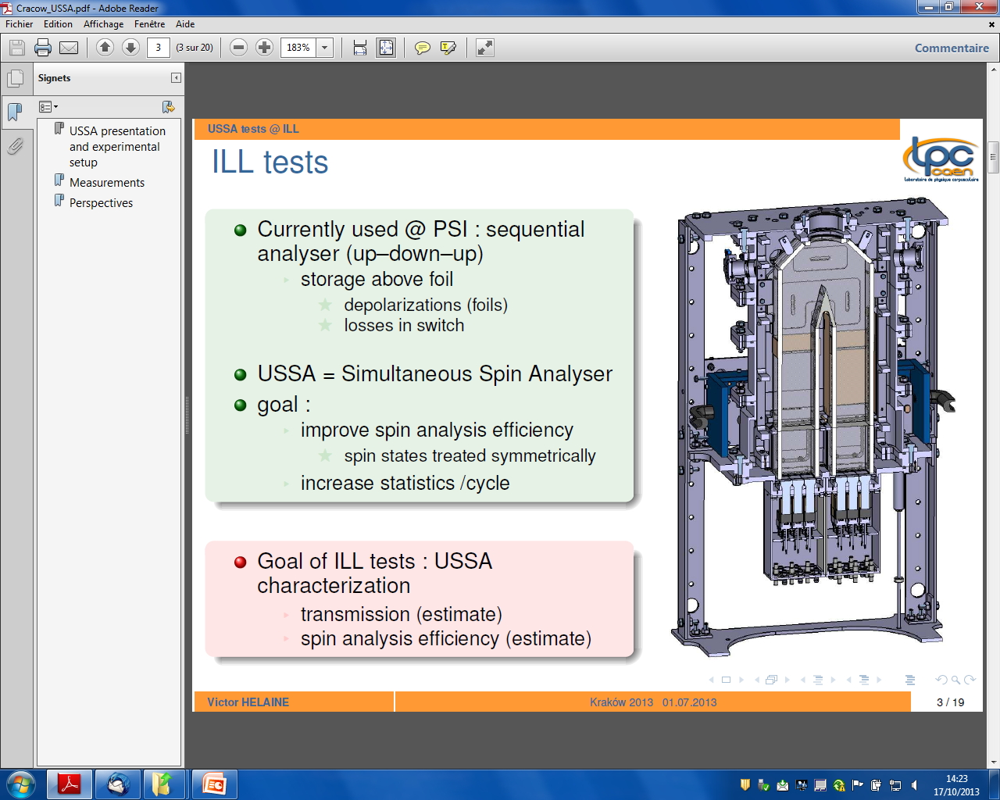 Cracow_USSA.pdf - Adobe Reader
Fichier Edition Affichage Fenêtre Aide
3 (3 sur 20) 183% Commentaire
Signets
USSA presentation
and experimental
setup
Measurements
Perspectives
USSA tests @ ILL
ILL tests
LPC
caen
laboratoire de physique corpusculaire
Currently used @ PSI : sequential
analyser (up–down–up)
storage above foil
depolarizations (foils)
losses in switch
USSA = Simultaneous Spin Analyser
goal :
improve spin analysis efficiency
spin states treated symmetrically
increase statistics /cycle
Goal of ILL tests : USSA
characterization
transmission (estimate)
spin analysis efficiency (estimate)
Victor HELAINE Kraków 2013 01.07.2013 3 / 19
14:23
17/10/2013